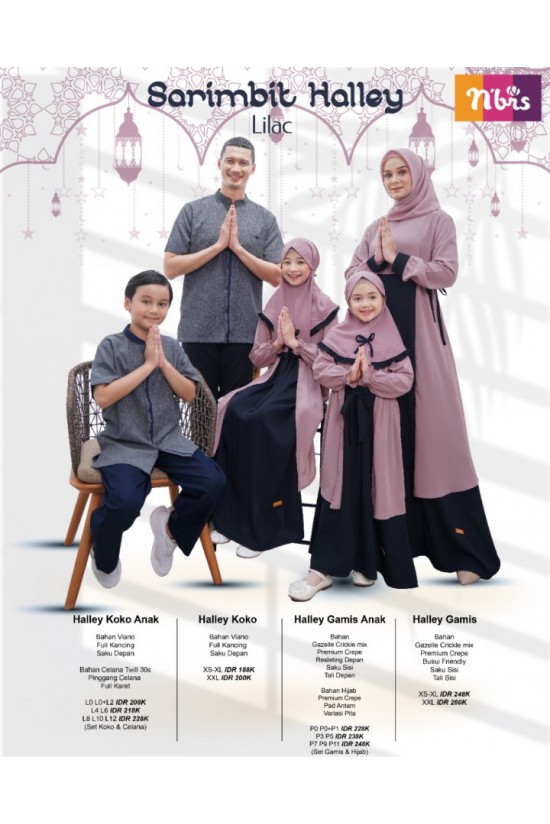 Sarimbit Halley
Lilac
Nbrs
Halley Koko Anak
Bahan Viano
Full Kancing
Saku Depan
Bahan Celana Twill 30s
Pinggang Celana
Full Karet
L0 L0+L2 IDR 208K
L4 L6 IDR 218K
L8 L10 L12 IDR 228K
(Set Koko & Celana)
Halley Koko
Bahan Viano
Full Kancing
Saku Depan
XS-XL IDR 188K
XXL IDR 200K
Halley Gamis Anak
Bahan
Gazelle Crickle mix
Premium Crepe
Resleting Depan
Saku Sisi
Tali Depan
Bahan Hijab
Premium Crepe
Pad Antem
Variasi Pita
P0 P0+P1 IDR 228K
P3 P5 IDR 238K
P7 P9 P11 IDR 248K
(Set Gamis & Hijab)
Halley Gamis
Bahan
Gazelle Crickle mix
Premium Crepe
Busui Friendly
Saku Sisi
Tali Sisi
XS-XL IDR 248K
XXL IDR 260K